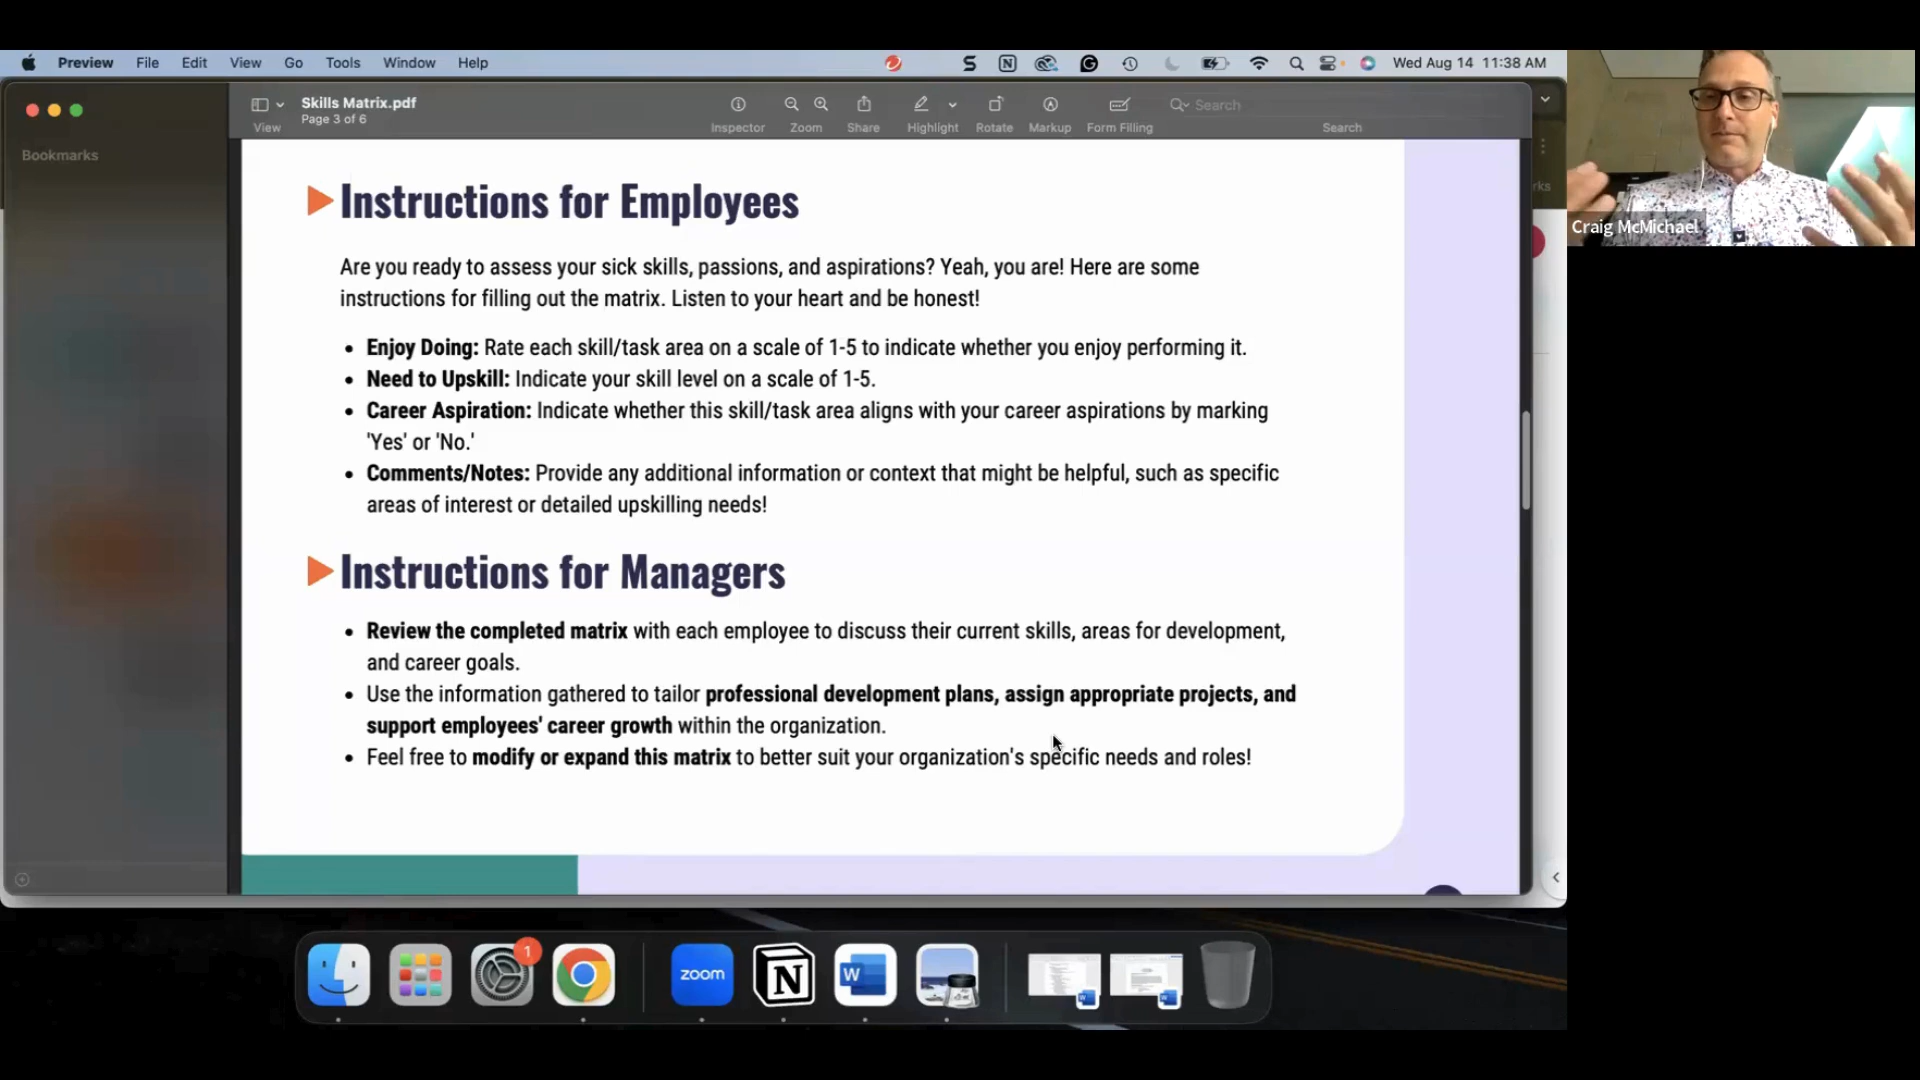 Preview File Edit View Go Tools Window Help
Wed Aug 14 11:38 AM
Skills Matrix.pdf
Page 3 of 6
View
Inspector
Zoom
Share
Highlight
Rotate
Markup
Form Filling
Search
Search
Bookmarks
Instructions for Employees
Are you ready to assess your sick skills, passions, and aspirations? Yeah, you are! Here are some
instructions for filling out the matrix. Listen to your heart and be honest!
• Enjoy Doing: Rate each skill/task area on a scale of 1-5 to indicate whether you enjoy performing it.
• Need to Upskill: Indicate your skill level on a scale of 1-5.
• Career Aspiration: Indicate whether this skill/task area aligns with your career aspirations by marking
'Yes' or 'No.'
• Comments/Notes: Provide any additional information or context that might be helpful, such as specific
areas of interest or detailed upskilling needs!
Instructions for Managers
• Review the completed matrix with each employee to discuss their current skills, areas for development,
and career goals.
• Use the information gathered to tailor professional development plans, assign appropriate projects, and
support employees' career growth within the organization.
• Feel free to modify or expand this matrix to better suit your organization's specific needs and roles!
Craig McMichael
1
zoom
N
W